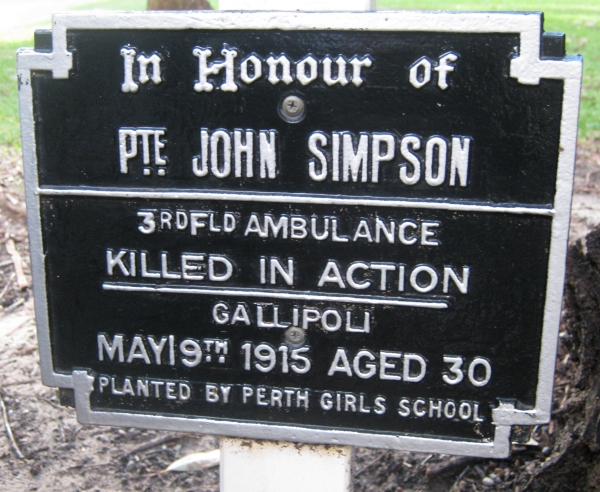 In Honour of
PTE JOHN SIMPSON
3RD FLD AMBULANCE
KILLED IN ACTION
GALLIPOLI
MAY 19TH 1915 AGED 30
PLANTED BY PERTH GIRLS SCHOOL